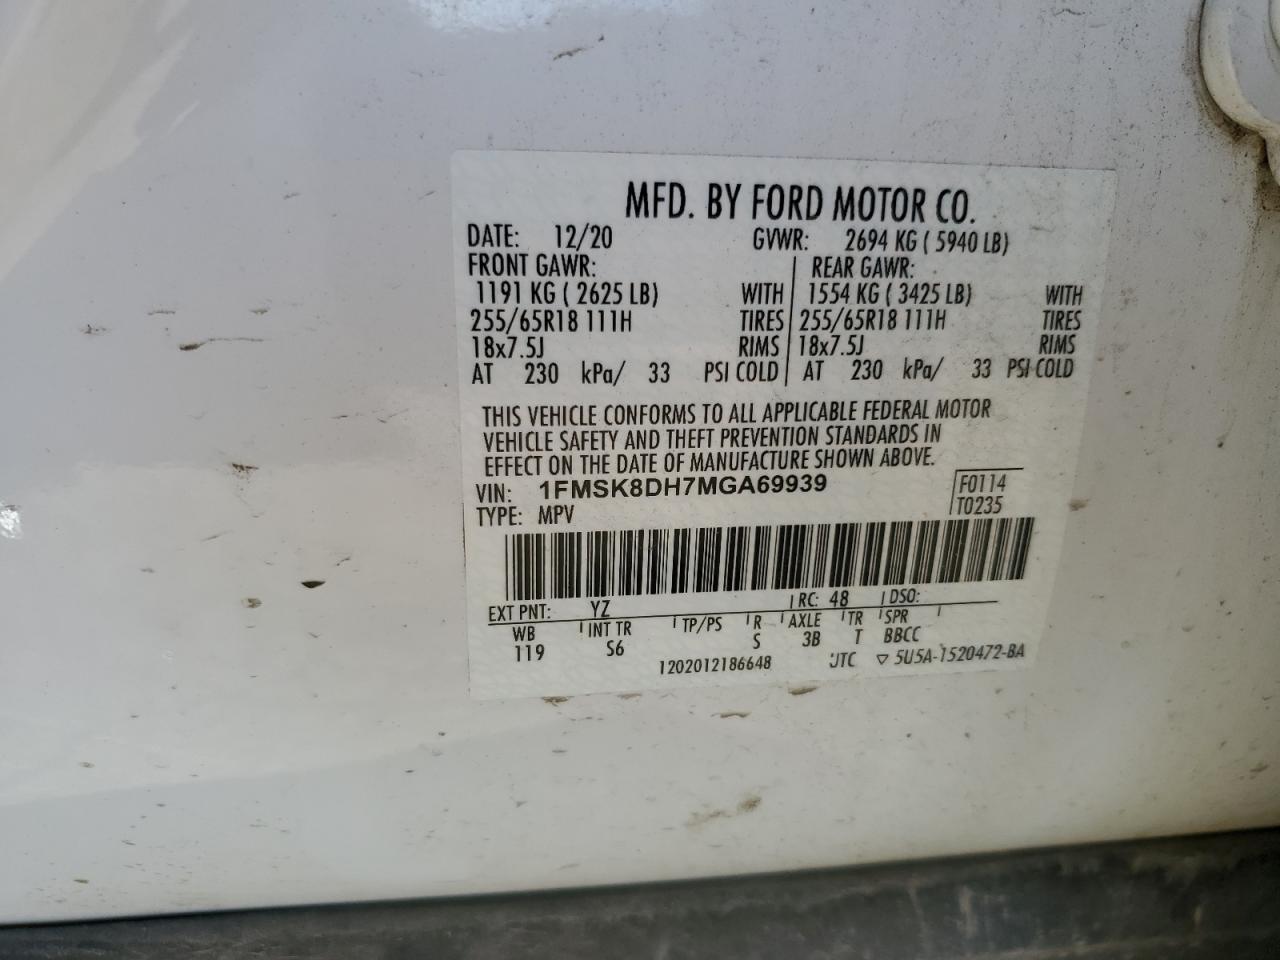 MFD. BY FORD MOTOR CO.
DATE: 12/20 GVWR: 2694 KG ( 5940 LB)
FRONT GAWR: REAR GAWR:
1191 KG ( 2625 LB) WITH 1554 KG ( 3425 LB) WITH
255/65R18 111H TIRES 255/65R18 111H TIRES
18x7.5J RIMS 18x7.5J RIMS
AT 230 kPa/ 33 PSI COLD AT 230 kPa/ 33 PSI COLD
THIS VEHICLE CONFORMS TO ALL APPLICABLE FEDERAL MOTOR
VEHICLE SAFETY AND THEFT PREVENTION STANDARDS IN
EFFECT ON THE DATE OF MANUFACTURE SHOWN ABOVE.
VIN: 1FMSK8DH7MGA69939 F0114
TYPE: MPV T0235
EXT PNT: YZ RC: 48 DSO:
WB INT TR TP/PS R AXLE TR SPR
119 S6 S 3B T BBCC
1202012186648 UTC ▽ 5U5A-1520472-BA